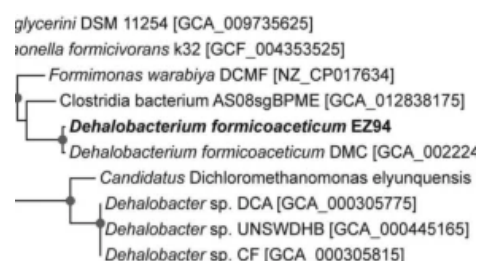 glycerini DSM 11254 [GCA_009735625]
onella formicivorans k32 [GCF_004353525]
Formimonas warabiya DCMF [NZ_CP017634]
Clostridia bacterium AS08sgBPME [GCA_012838175]
Dehalobacterium formicoaceticum EZ94
Dehalobacterium formicoaceticum DMC [GCA_002224
Candidatus Dichloromethanomonas elyunquensis
Dehalobacter sp. DCA [GCA_000305775]
Dehalobacter sp. UNSWDHB [GCA_000445165]
Dehalobacter sp. CF [GCA_000305815]